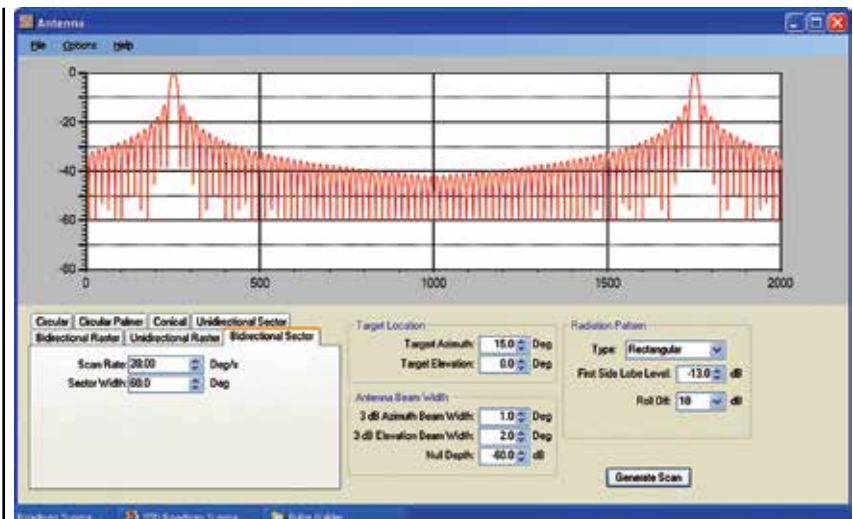 Antenna
File Options Help
0
-20
-40
-60
-80
0 500 1000 1500 2000
Circular Circular Palmer Conical Unidirectional Sector
Bidirectional Raster Unidirectional Raster Bidirectional Sector
Scan Rate: 20.00 Deg/s
Sector Width: 60.0 Deg
Target Location
Target Azimuth: 15.0 Deg
Target Elevation: 0.0 Deg
Antenna Beam Width
3 dB Azimuth Beam Width: 1.0 Deg
3 dB Elevation Beam Width: 2.0 Deg
Null Depth: -60.0 dB
Radiation Pattern
Type: Rectangular
First Side Lobe Level: -13.0 dB
Roll Off: 10 dB
Generate Scan